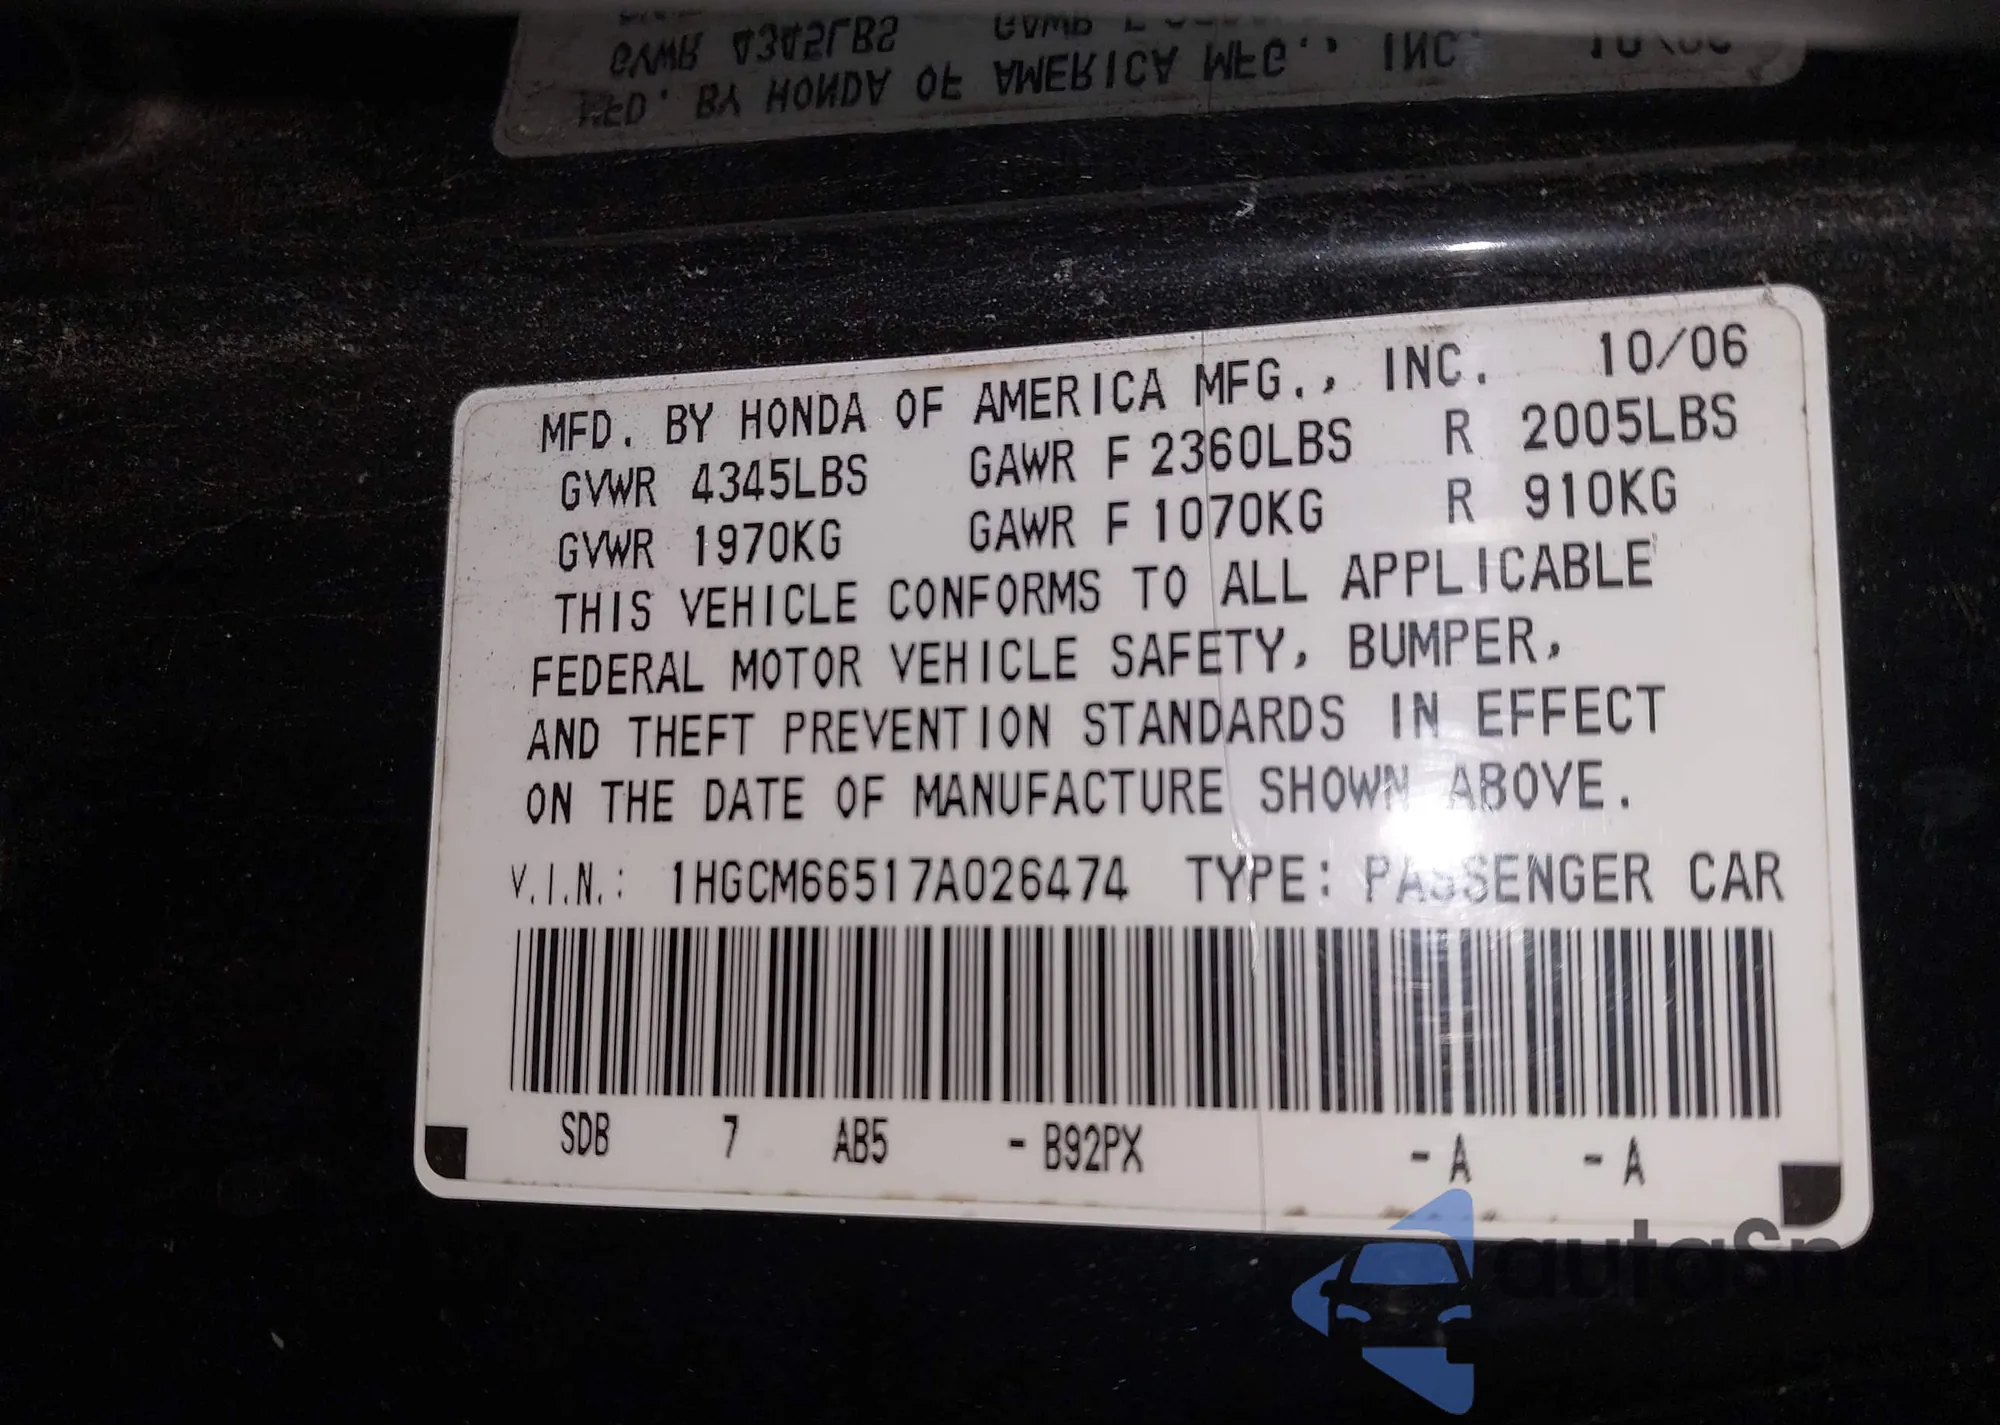 MFD. BY HONDA OF AMERICA MFG., INC. 10/06
GVWR 4345LBS GAWR F 2360LBS R 2005LBS
GVWR 1970KG GAWR F 1070KG R 910KG
THIS VEHICLE CONFORMS TO ALL APPLICABLE
FEDERAL MOTOR VEHICLE SAFETY, BUMPER,
AND THEFT PREVENTION STANDARDS IN EFFECT
ON THE DATE OF MANUFACTURE SHOWN ABOVE.
V.I.N.: 1HGCM66517A026474 TYPE: PASSENGER CAR
SDB 7 AB5 - B92PX - A - A